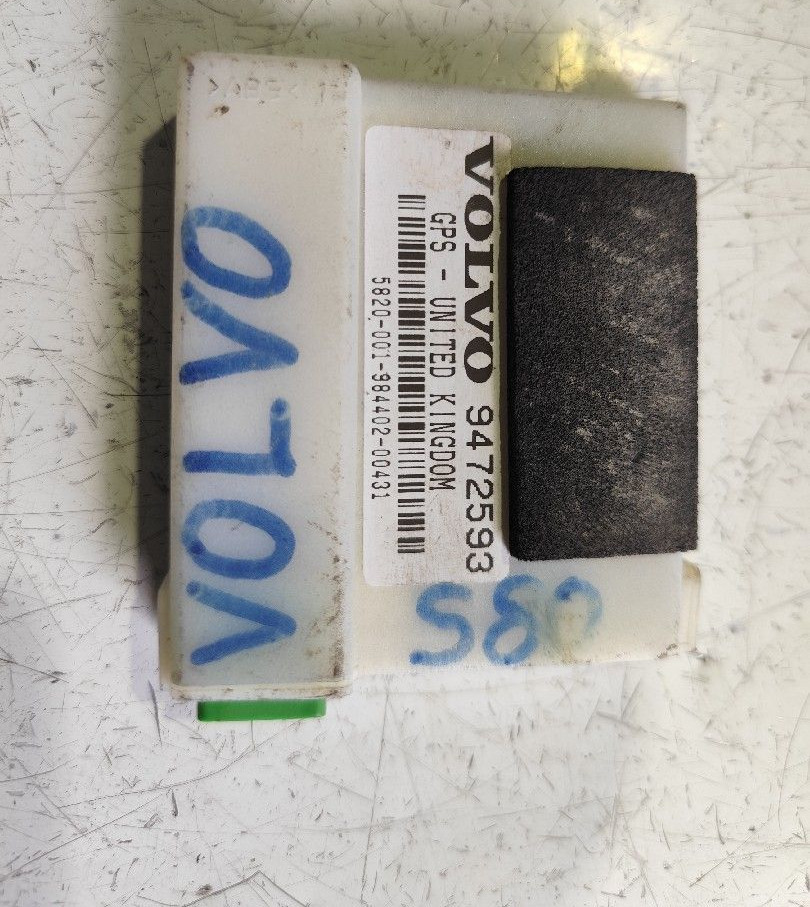 VOLVO 9472593
GPS - UNITED KINGDOM
5820-001-984402-00431
VOLVO
S80